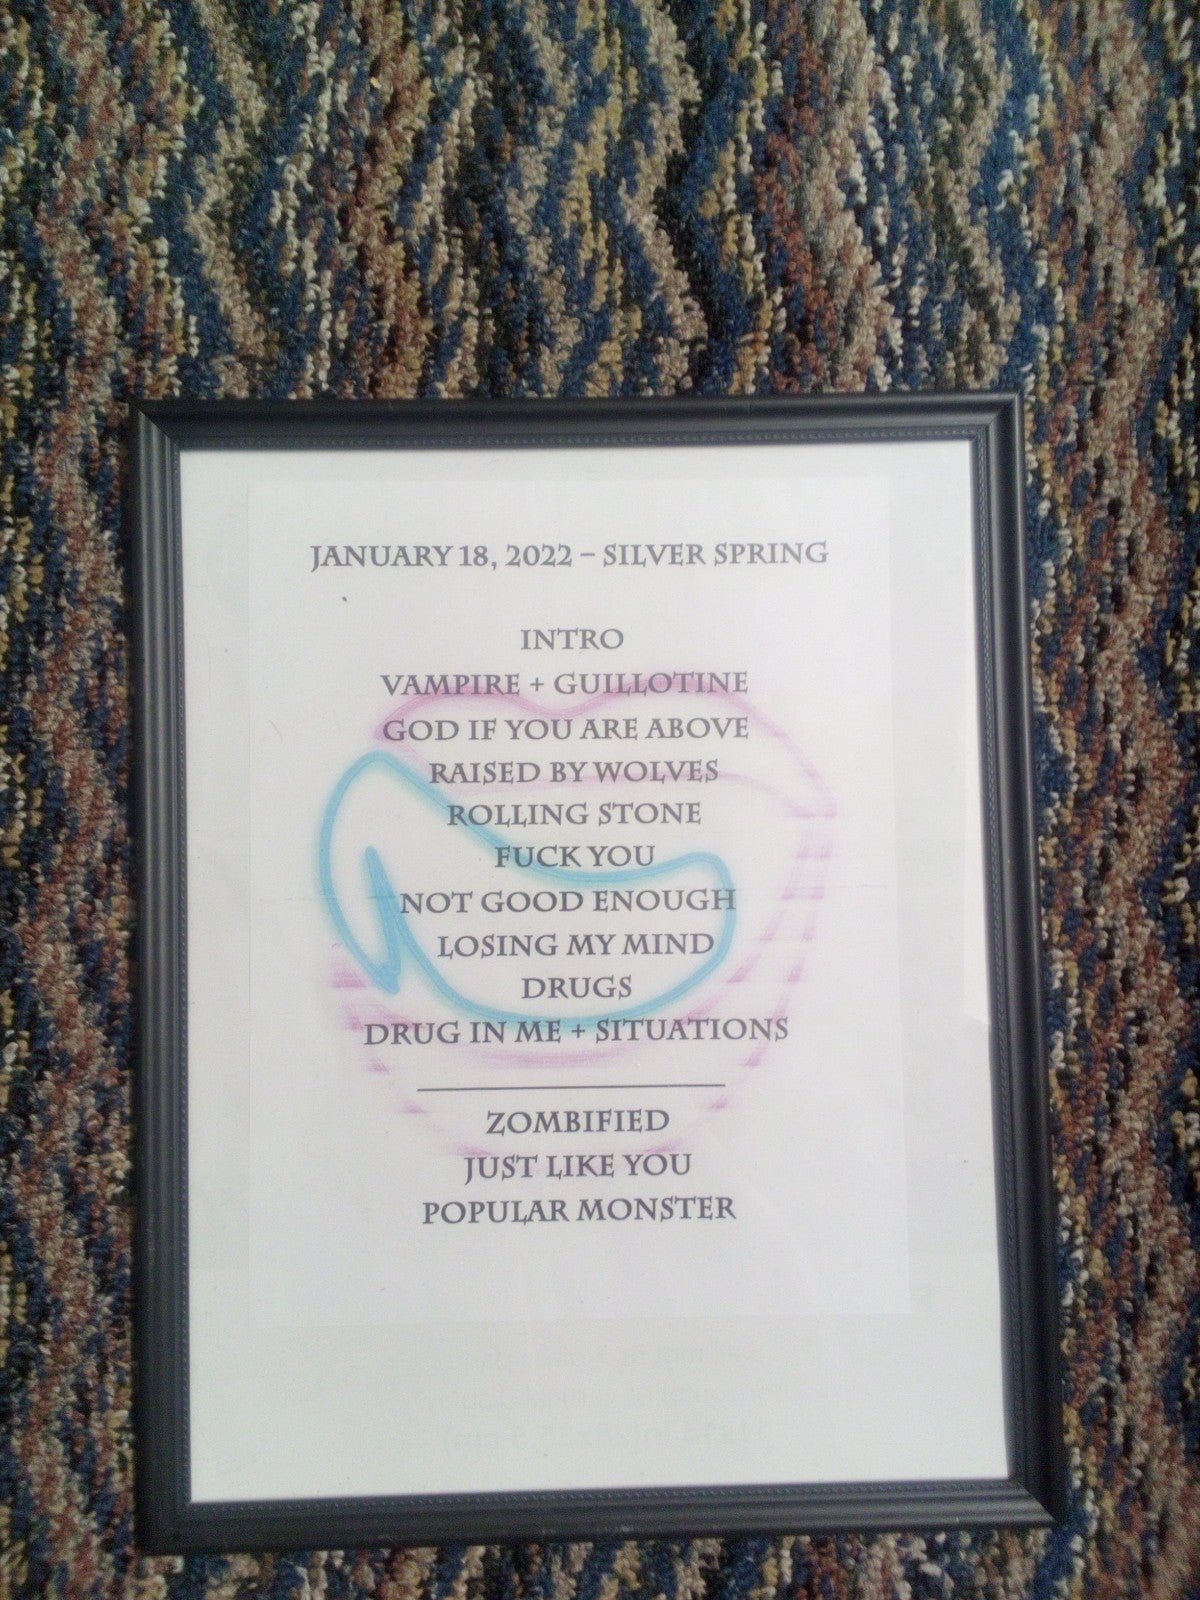 JANUARY 18, 2022 – SILVER SPRING
INTRO
VAMPIRE + GUILLOTINE
GOD IF YOU ARE ABOVE
RAISED BY WOLVES
ROLLING STONE
FUCK YOU
NOT GOOD ENOUGH
LOSING MY MIND
DRUGS
DRUG IN ME + SITUATIONS
ZOMBIFIED
JUST LIKE YOU
POPULAR MONSTER